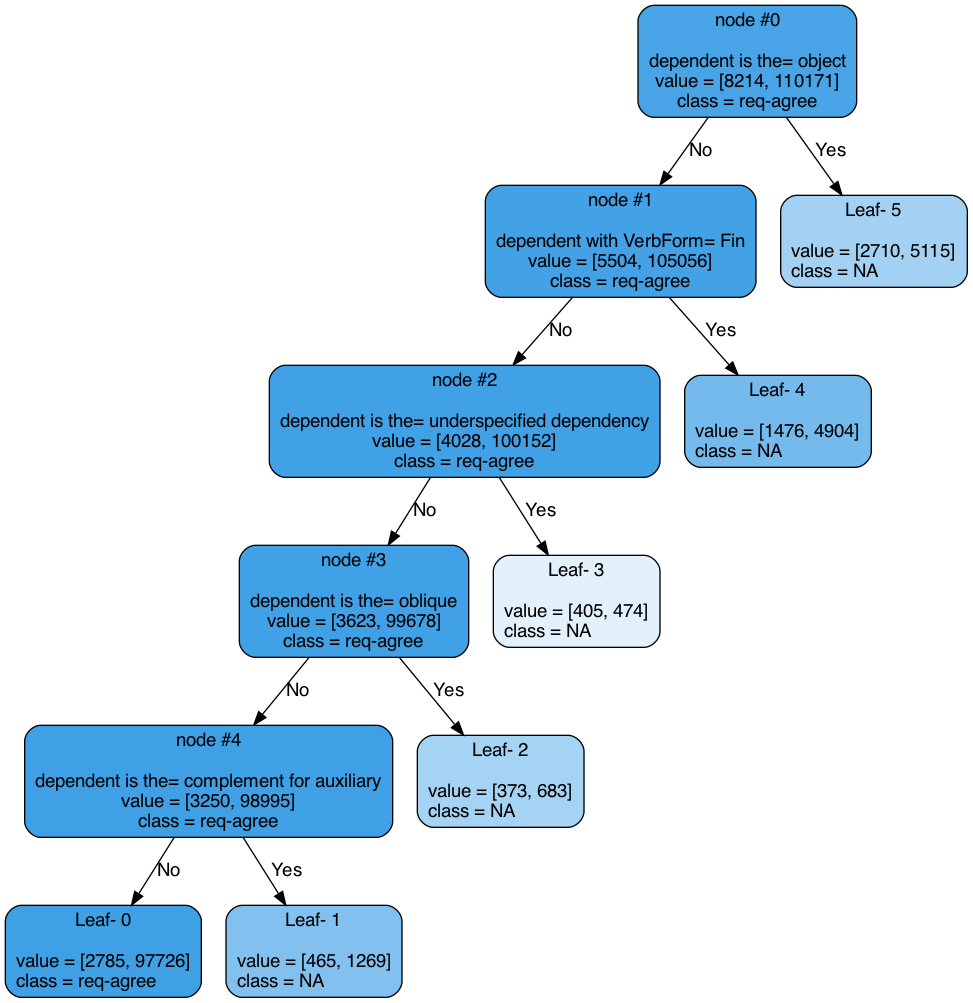 node #0
dependent is the= object
value = [8214, 110171]
class = req-agree
No
Yes
node #1
dependent with VerbForm= Fin
value = [5504, 105056]
class = req-agree
Leaf- 5
value = [2710, 5115]
class = NA
No
Yes
node #2
dependent is the= underspecified dependency
value = [4028, 100152]
class = req-agree
Leaf- 4
value = [1476, 4904]
class = NA
No
Yes
node #3
dependent is the= oblique
value = [3623, 99678]
class = req-agree
Leaf- 3
value = [405, 474]
class = NA
No
Yes
node #4
dependent is the= complement for auxiliary
value = [3250, 98995]
class = req-agree
Leaf- 2
value = [373, 683]
class = NA
No
Yes
Leaf- 0
value = [2785, 97726]
class = req-agree
Leaf- 1
value = [465, 1269]
class = NA